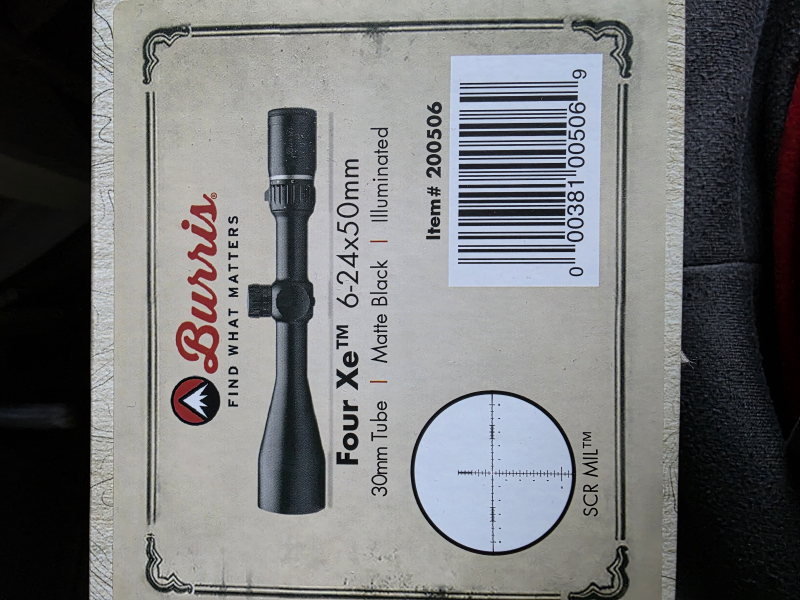 Burris®
FIND WHAT MATTERS
Four Xe™ 6-24x50mm
30mm Tube | Matte Black | Illuminated
Item# 200506
0 00381 00506 9
SCR MIL™